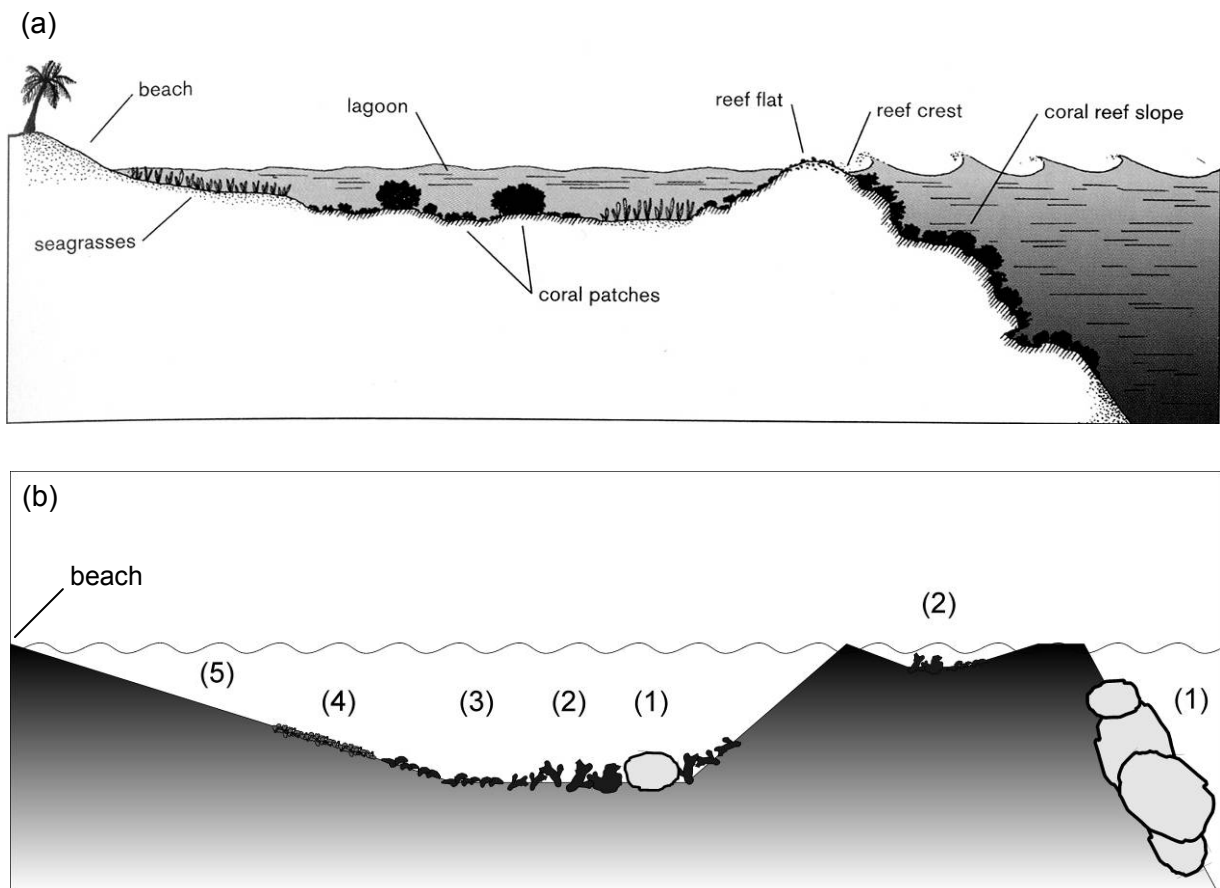 (a)
beach
lagoon
reef flat
reef crest
coral reef slope
seagrasses
coral patches
(b)
beach
(2)
(5)
(4)
(3)
(2)
(1)
(1)